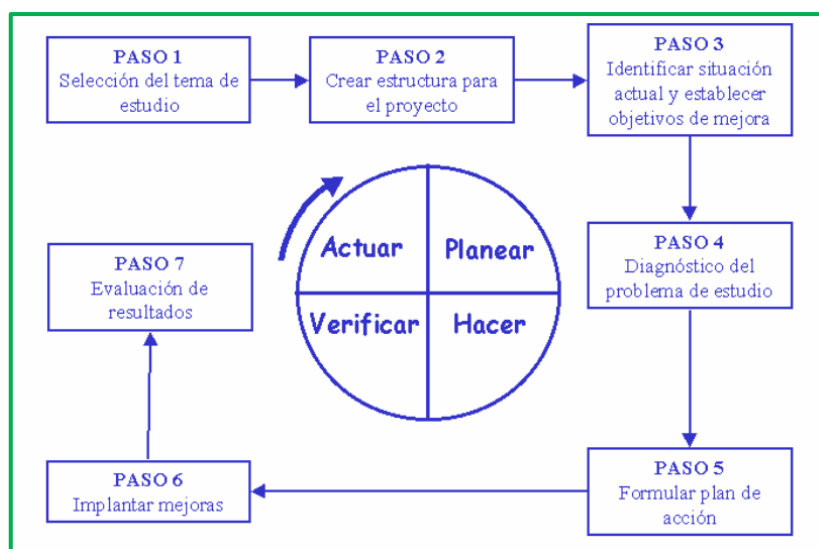 PASO 1
Selección del tema de
estudio
PASO 2
Crear estructura para
el proyecto
PASO 3
Identificar situación
actual y establecer
objetivos de mejora
PASO 4
Diagnóstico del
problema de estudio
PASO 5
Formular plan de
acción
PASO 6
Implantar mejoras
PASO 7
Evaluación de
resultados
Actuar
Planear
Verificar
Hacer